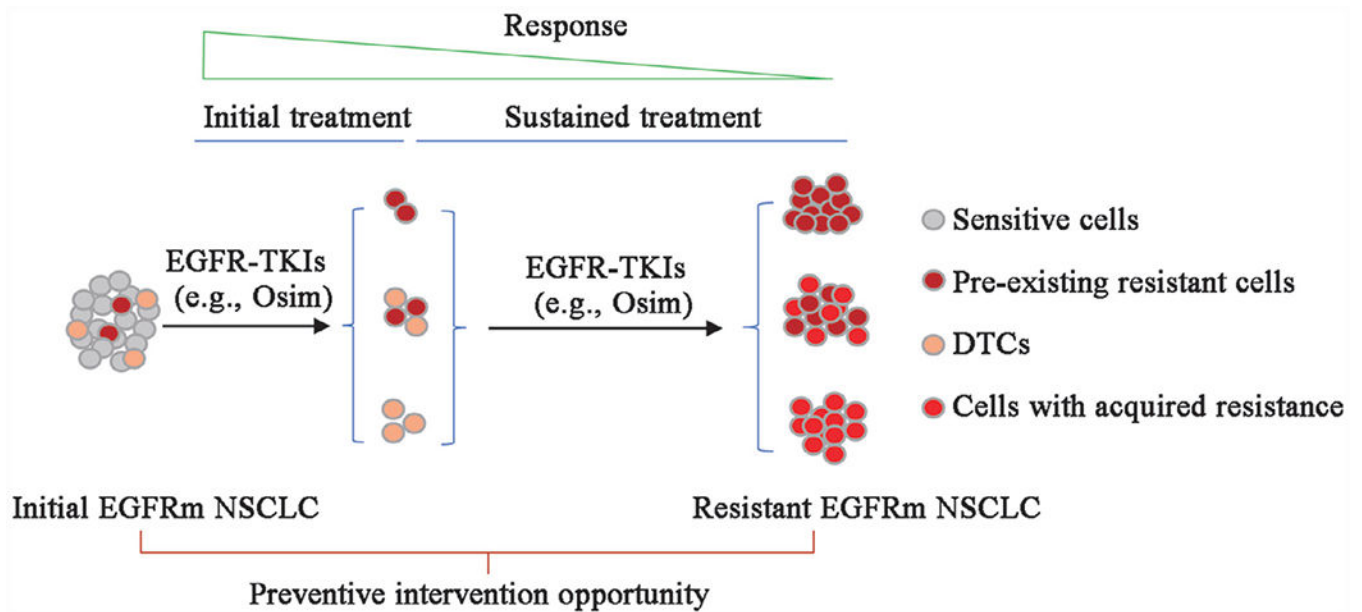 Response
Initial treatment
Sustained treatment
EGFR-TKIs
(e.g., Osim)
EGFR-TKIs
(e.g., Osim)
Sensitive cells
Pre-existing resistant cells
DTCs
Cells with acquired resistance
Initial EGFRm NSCLC
Resistant EGFRm NSCLC
Preventive intervention opportunity